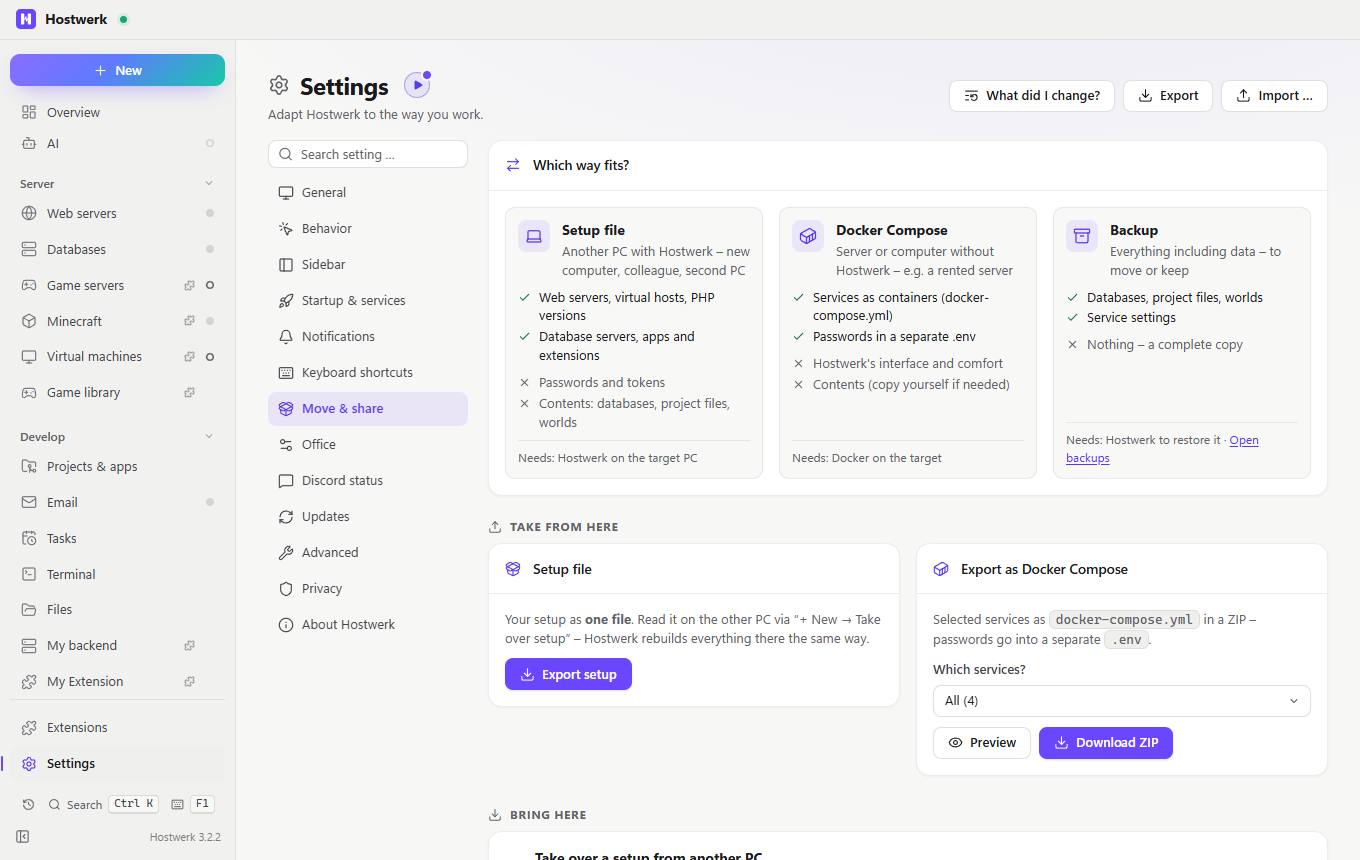 Hostwerk
+ New
Overview
AI
Server
Web servers
Databases
Game servers
Minecraft
Virtual machines
Game library
Develop
Projects & apps
Email
Tasks
Terminal
Files
My backend
My Extension
Extensions
Settings
Search Ctrl K F1
Hostwerk 3.2.2
Settings
Adapt Hostwerk to the way you work.
What did I change?
Export
Import ...
Search setting ...
General
Behavior
Sidebar
Startup & services
Notifications
Keyboard shortcuts
Move & share
Office
Discord status
Updates
Advanced
Privacy
About Hostwerk
Which way fits?
Setup file
Another PC with Hostwerk – new
computer, colleague, second PC
Web servers, virtual hosts, PHP
versions
Database servers, apps and
extensions
Passwords and tokens
Contents: databases, project files,
worlds
Needs: Hostwerk on the target PC
Docker Compose
Server or computer without
Hostwerk – e.g. a rented server
Services as containers (docker-
compose.yml)
Passwords in a separate .env
Hostwerk's interface and comfort
Contents (copy yourself if needed)
Needs: Docker on the target
Backup
Everything including data – to
move or keep
Databases, project files, worlds
Service settings
Nothing – a complete copy
Needs: Hostwerk to restore it · Open
backups
TAKE FROM HERE
Setup file
Your setup as one file. Read it on the other PC via "+ New → Take
over setup" – Hostwerk rebuilds everything there the same way.
Export setup
Export as Docker Compose
Selected services as docker-compose.yml in a ZIP –
passwords go into a separate .env.
Which services?
All (4)
Preview
Download ZIP
BRING HERE
Take over a setup from another PC